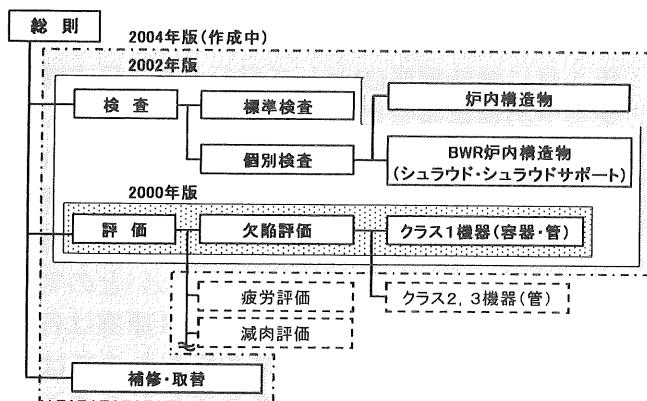 総則
2004年版(作成中)
2002年版
検査
標準検査
炉内構造物
個別検査
BWR炉内構造物
(シュラウド・シュラウドサポート)
2000年版
評価
欠陥評価
クラス1機器(容器・管)
疲労評価
クラス2,3機器(管)
減肉評価
補修・取替